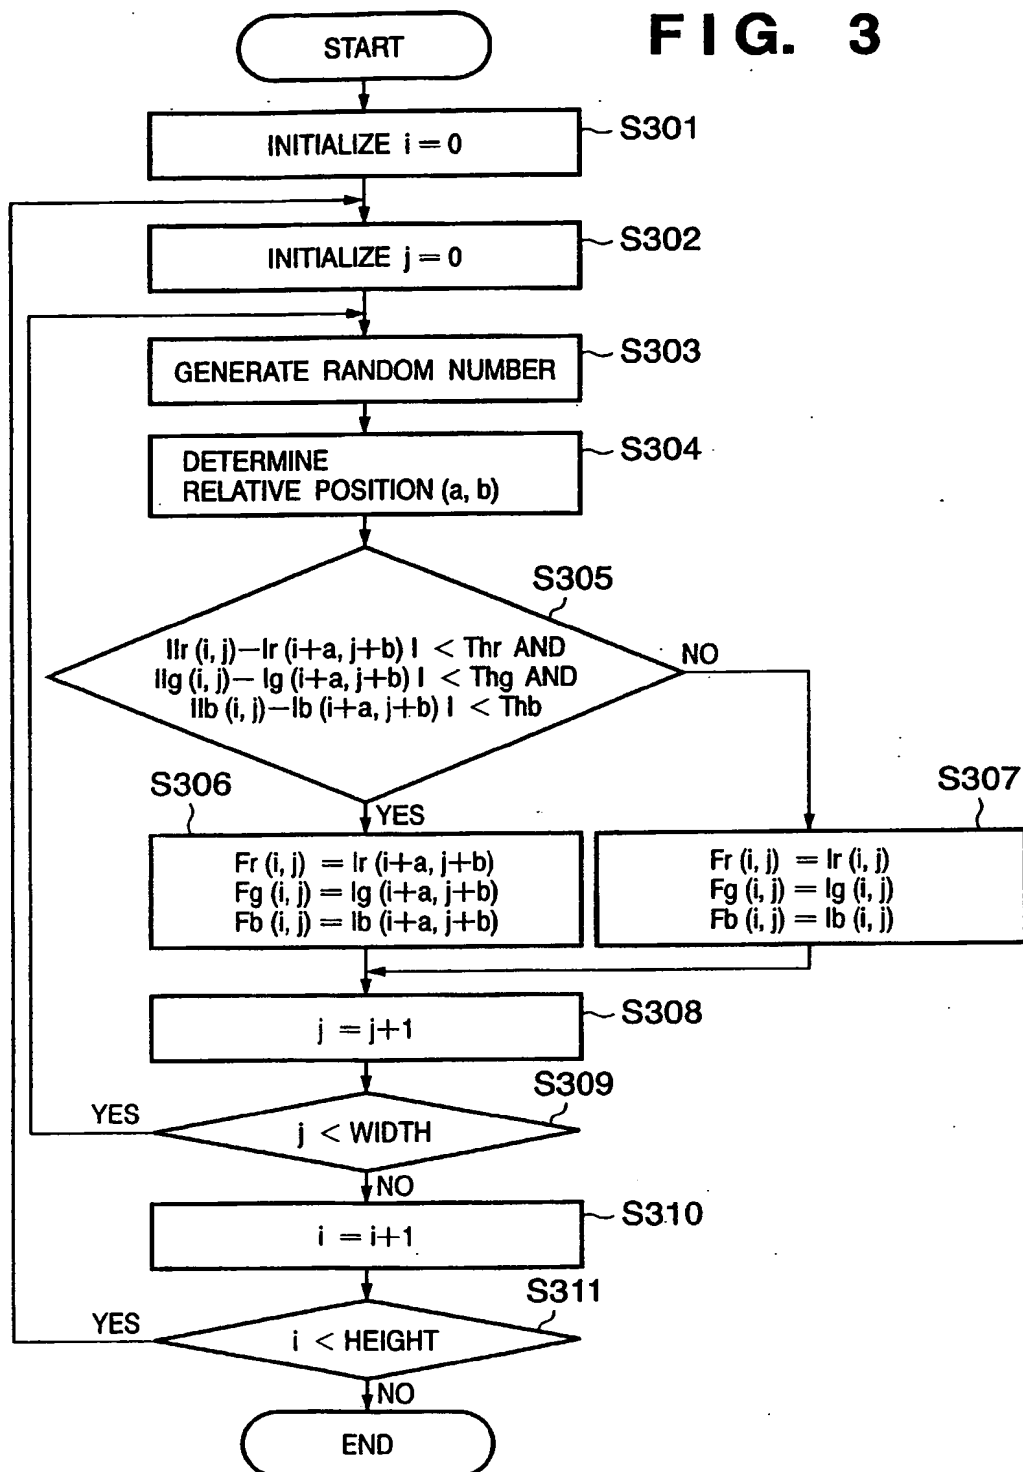 FIG. 3
START
INITIALIZE i = 0
S301
INITIALIZE j = 0
S302
GENERATE RANDOM NUMBER
S303
DETERMINE
RELATIVE POSITION (a, b)
S304
S305
|Ir (i, j)−Ir (i+a, j+b) | < Thr AND
|Ig (i, j)− Ig (i+a, j+b) | < Thg AND
|Ib (i, j)−Ib (i+a, j+b) | < Thb
NO
YES
S306
Fr (i, j) = Ir (i+a, j+b)
Fg (i, j) = Ig (i+a, j+b)
Fb (i, j) = Ib (i+a, j+b)
S307
Fr (i, j) = Ir (i, j)
Fg (i, j) = Ig (i, j)
Fb (i, j) = Ib (i, j)
j = j+1
S308
S309
YES
j < WIDTH
NO
i = i+1
S310
S311
YES
i < HEIGHT
NO
END